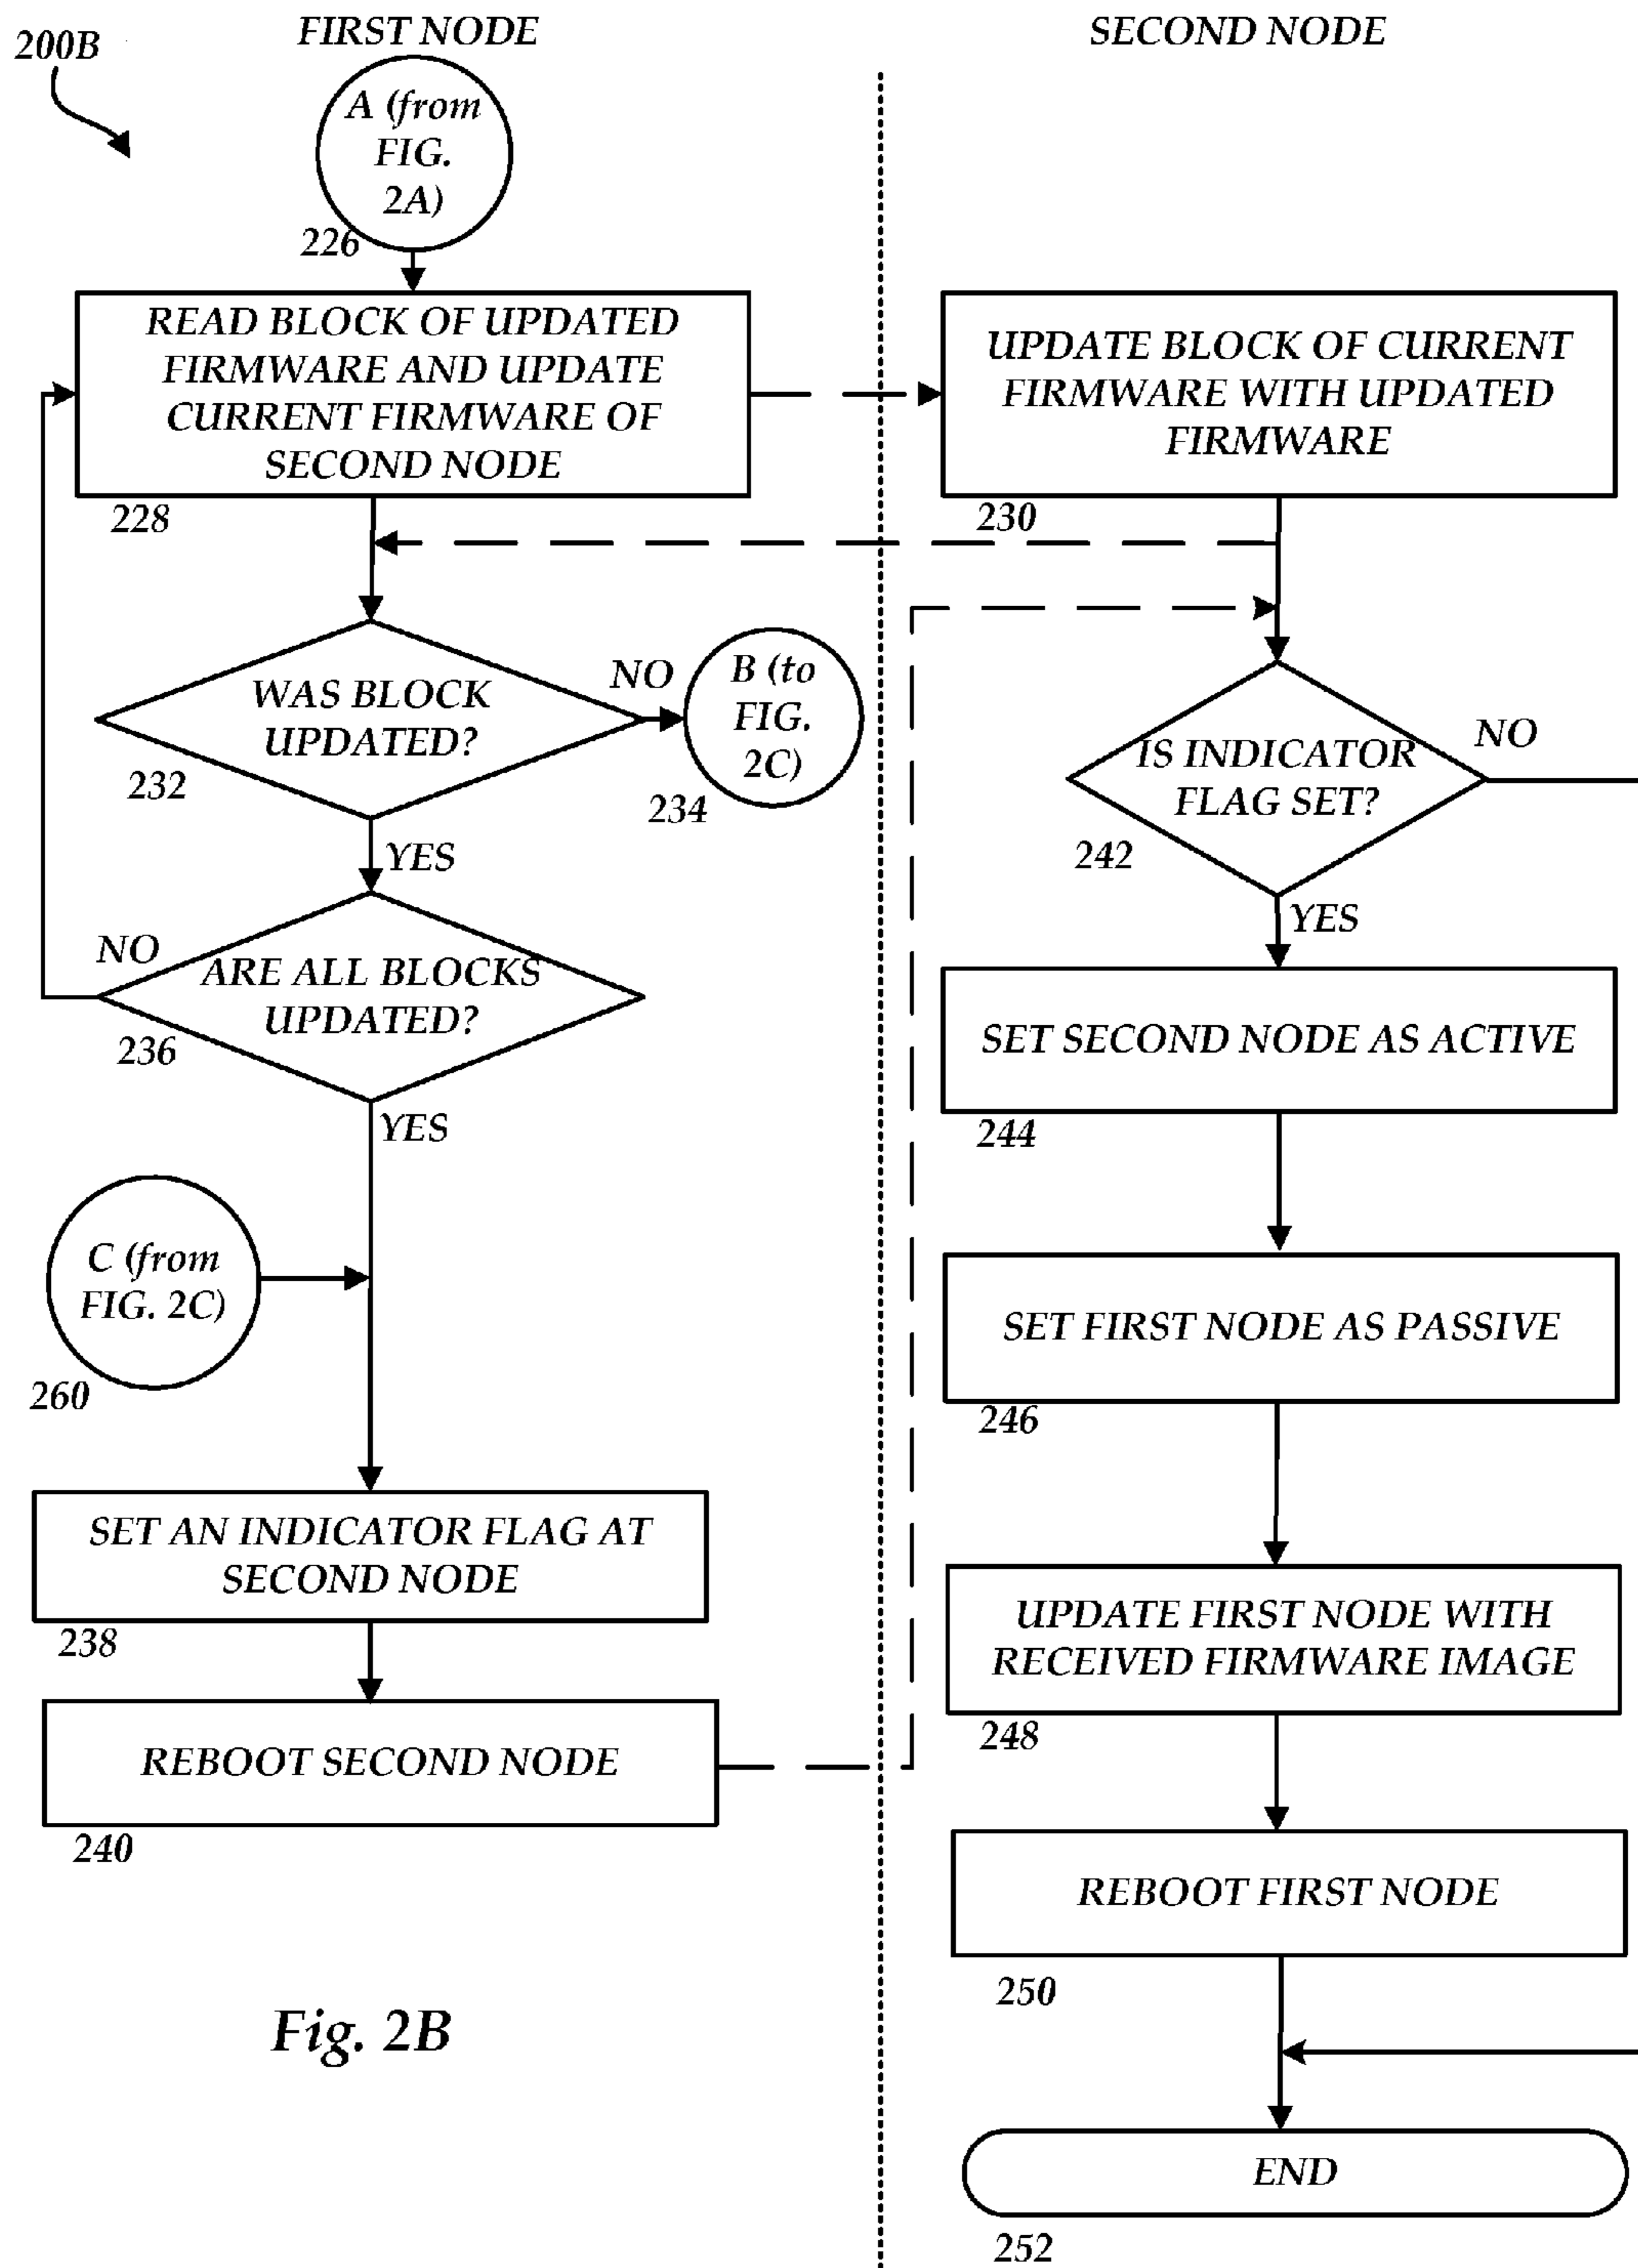 200B
FIRST NODE
SECOND NODE
A (from
FIG.
2A)
226
READ BLOCK OF UPDATED
FIRMWARE AND UPDATE
CURRENT FIRMWARE OF
SECOND NODE
228
UPDATE BLOCK OF CURRENT
FIRMWARE WITH UPDATED
FIRMWARE
230
WAS BLOCK
UPDATED?
232
NO
B (to
FIG.
2C)
234
YES
ARE ALL BLOCKS
UPDATED?
236
NO
YES
C (from
FIG. 2C)
260
SET AN INDICATOR FLAG AT
SECOND NODE
238
REBOOT SECOND NODE
240
IS INDICATOR
FLAG SET?
242
NO
YES
SET SECOND NODE AS ACTIVE
244
SET FIRST NODE AS PASSIVE
246
UPDATE FIRST NODE WITH
RECEIVED FIRMWARE IMAGE
248
REBOOT FIRST NODE
250
END
252
Fig. 2B